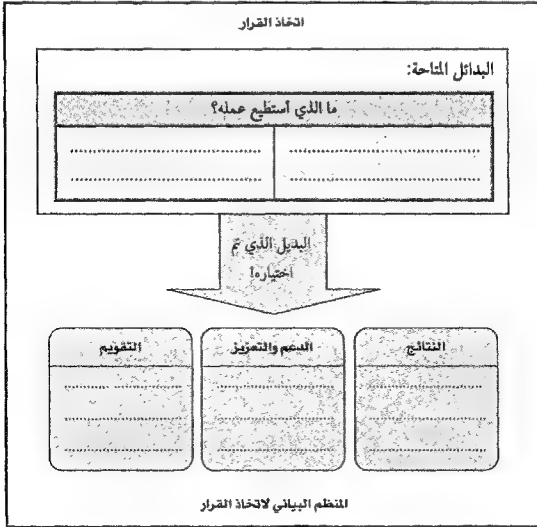 اتخاذ القرار
البدائل المتاحة:
ما الذي أستطيع عمله؟
البديل الذي تم
اختياره!
النتائج
الدعم والتعزيز
التقويم
المنظم البياني لاتخاذ القرار